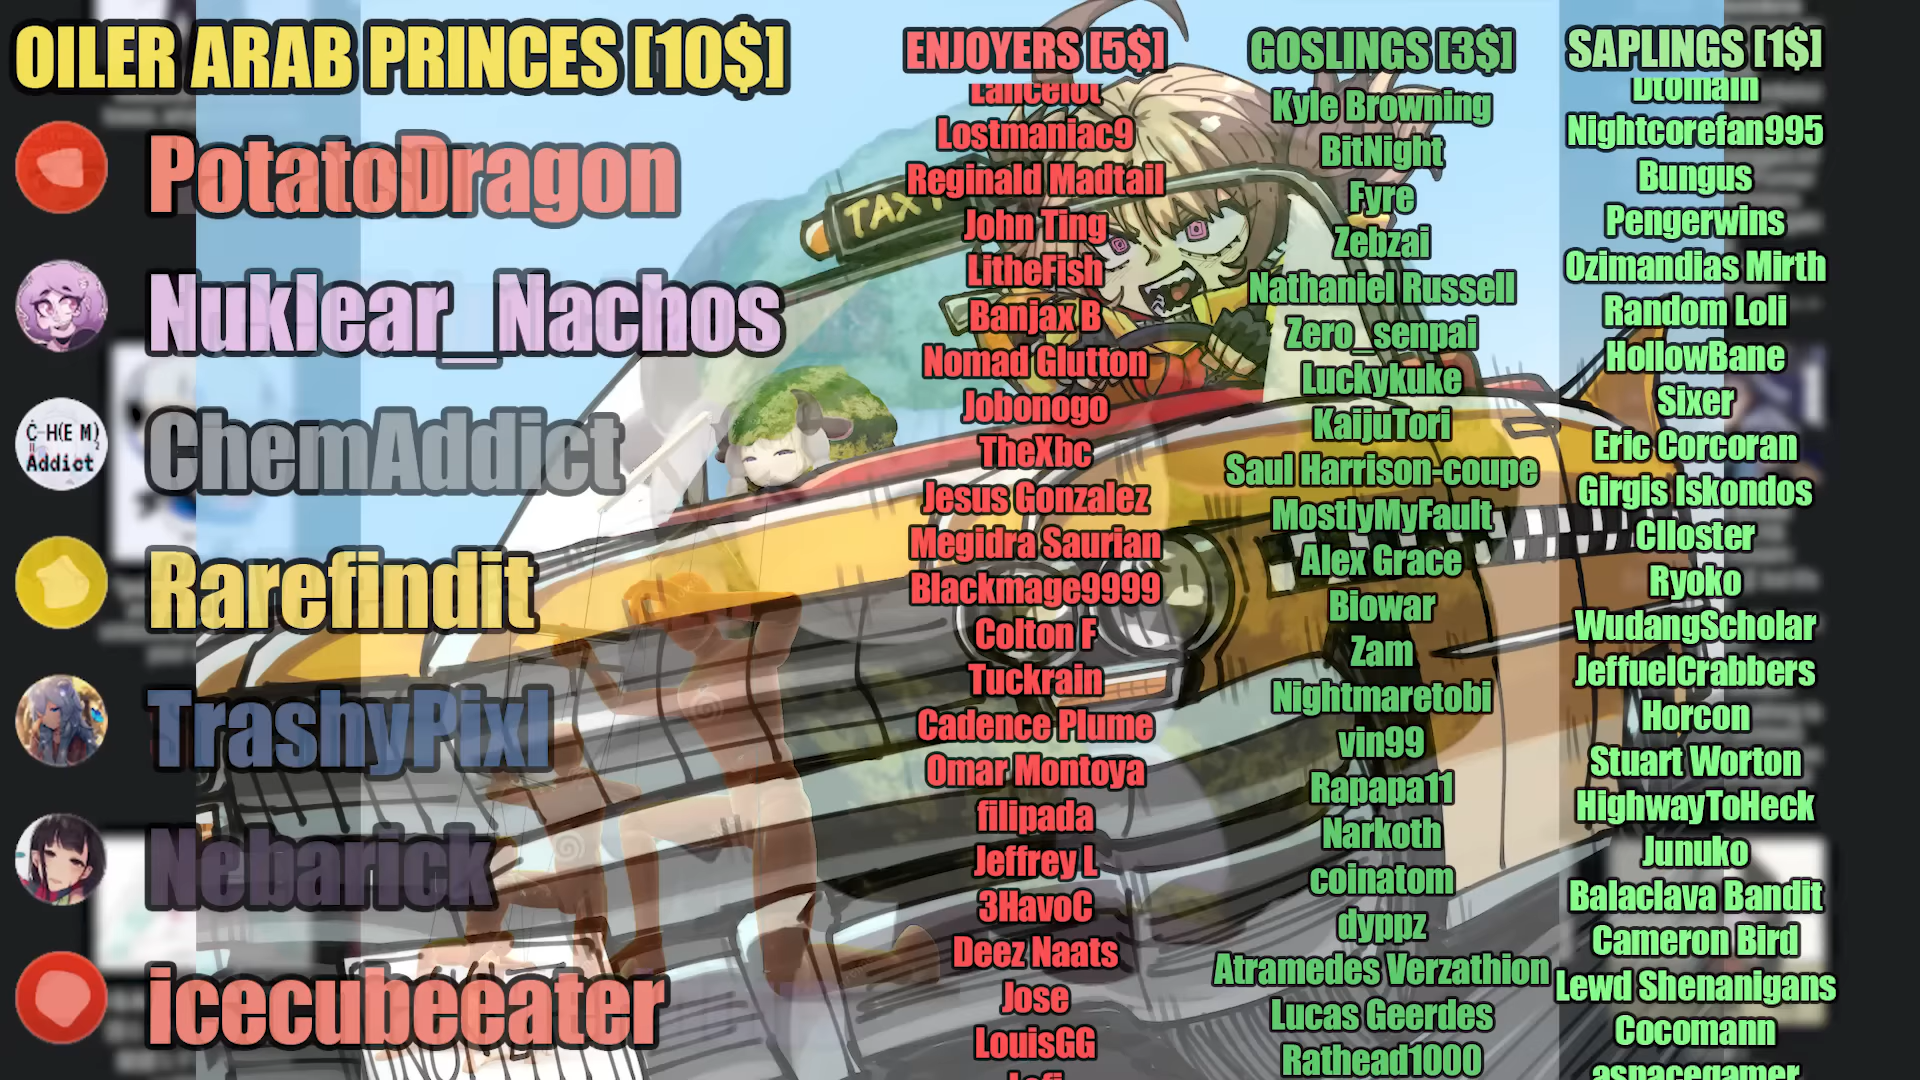 OILER ARAB PRINCES [10$]
PotatoDragon
Nuklear_Nachos
C-H(E M)
Addict
ChemAddict
Rarefindit
TrashyPixl
Nebarick
icecubeeater
TAXI
ENJOYERS [5$]
Lancelot
Lostmaniac9
Reginald Madtail
John Ting
LitheFish
Banjax B
Nomad Glutton
Jobonogo
TheXbc
Jesus Gonzalez
Megidra Saurian
Blackmage9999
Colton F
Tuckrain
Cadence Plume
Omar Montoya
filipada
Jeffrey L
3HavoC
Deez Naats
Jose
LouisGG
GOSLINGS [3$]
Kyle Browning
BitNight
Fyre
Zebzai
Nathaniel Russell
Zero_senpai
Luckykuke
KaijuTori
Saul Harrison-coupe
MostlyMyFault
Alex Grace
Biowar
Zam
Nightmaretobi
vin99
Rapapa11
Narkoth
coinatom
dyppz
Atramedes Verzathion
Lucas Geerdes
Rathead1000
SAPLINGS [1$]
Dtomain
Nightcorefan995
Bungus
Pengerwins
Ozimandias Mirth
Random Loli
HollowBane
Sixer
Eric Corcoran
Girgis Iskondos
Clloster
Ryoko
WudangScholar
JeffuelCrabbers
Horcon
Stuart Worton
HighwayToHeck
Junuko
Balaclava Bandit
Cameron Bird
Lewd Shenanigans
Cocomann
aspacegamer